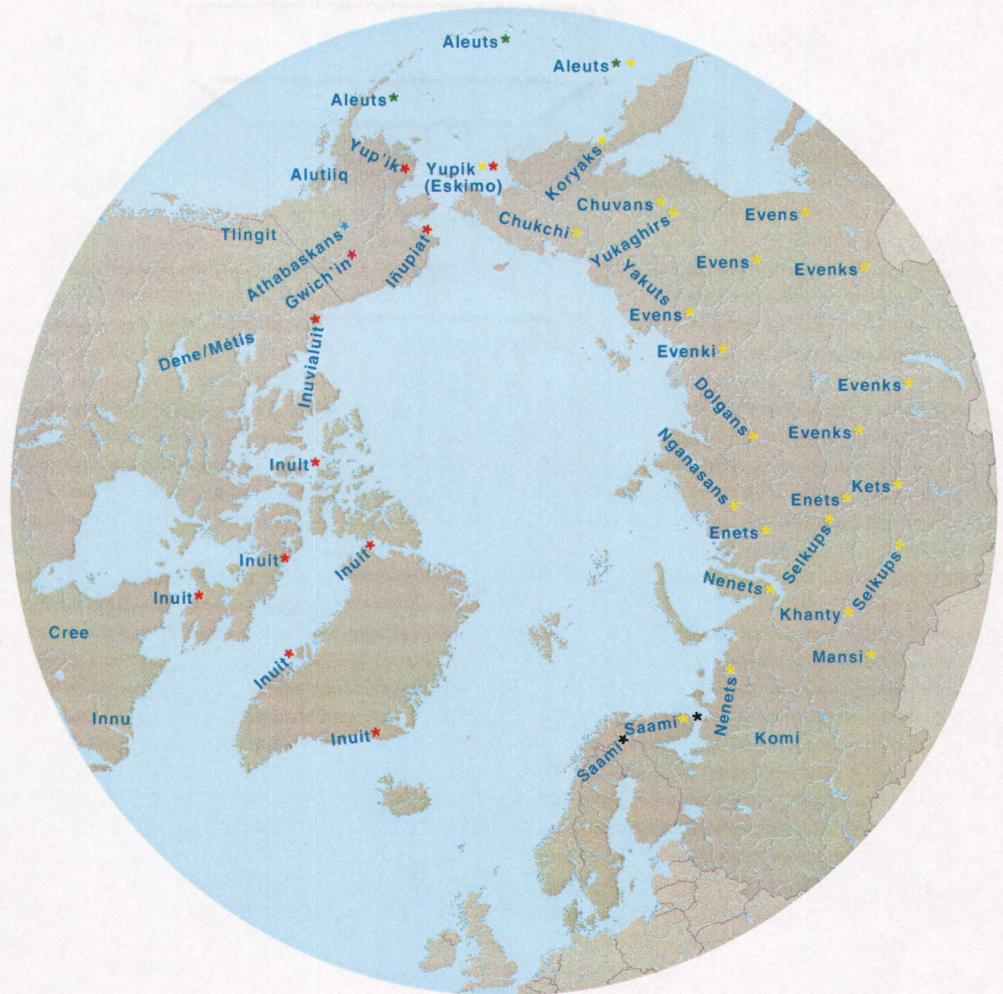 Aleuts*
Aleuts**
Aleuts*
Yup'ik*
Yupik**
(Eskimo)
Koryaks*
Alutiiq
Chuvans*
Tlingit
Athabaskans*
Gwich'in*
Iñupiat*
Chukchi*
Yukaghirs*
Evens*
Yakuts
Evens*
Evenks*
Evens*
Dene/Métis
Inuvialuit*
Evenki*
Evenks*
Dolgans*
Evenks*
Inuit*
Nganasans*
Enets*
Kets*
Enets*
Selkups*
Selkups*
Inuit*
Inuit*
Inuit*
Nenets*
Khanty*
Cree
Mansi*
Inuit*
Nenets*
Innu
Saami**
Komi
Inuit*
Saami*